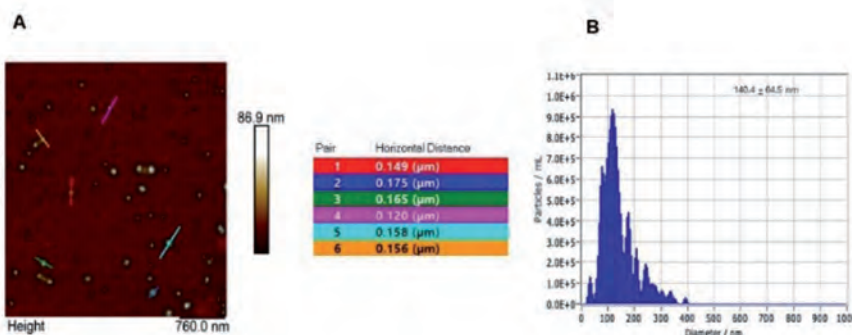 A
86.9 nm
Height
760.0 nm
Pair Horizontal Distance
1 0.149 (µm)
2 0.175 (µm)
3 0.165 (µm)
4 0.120 (µm)
5 0.158 (µm)
6 0.156 (µm)
B
140.4 ± 64.5 nm
Particles / mL
1.1E+6
1.0E+6
9.0E+5
8.0E+5
7.0E+5
6.0E+5
5.0E+5
4.0E+5
3.0E+5
2.0E+5
1.0E+5
0.0E+0
0 100 200 300 400 500 600 700 800 900 100
Diameter / nm